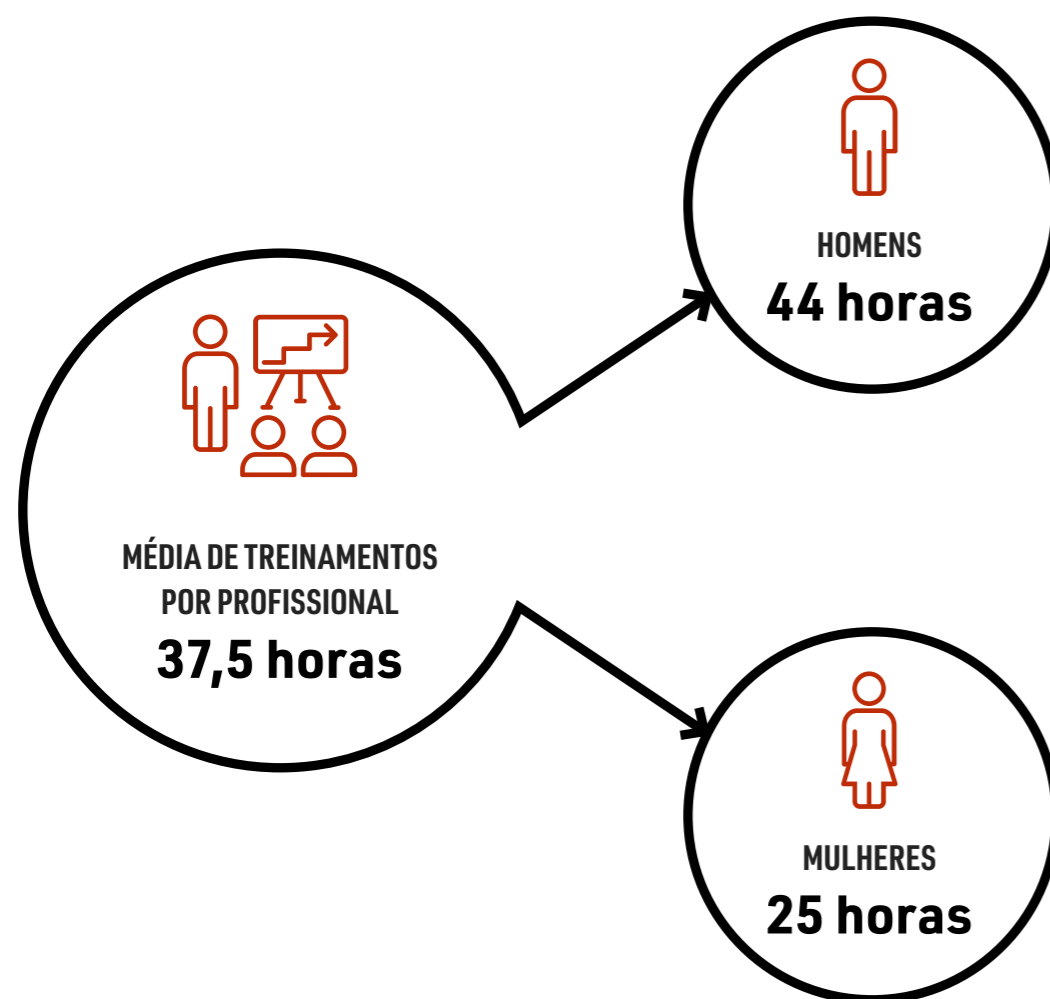 HOMENS
44 horas
MÉDIA DE TREINAMENTOS
POR PROFISSIONAL
37,5 horas
MULHERES
25 horas